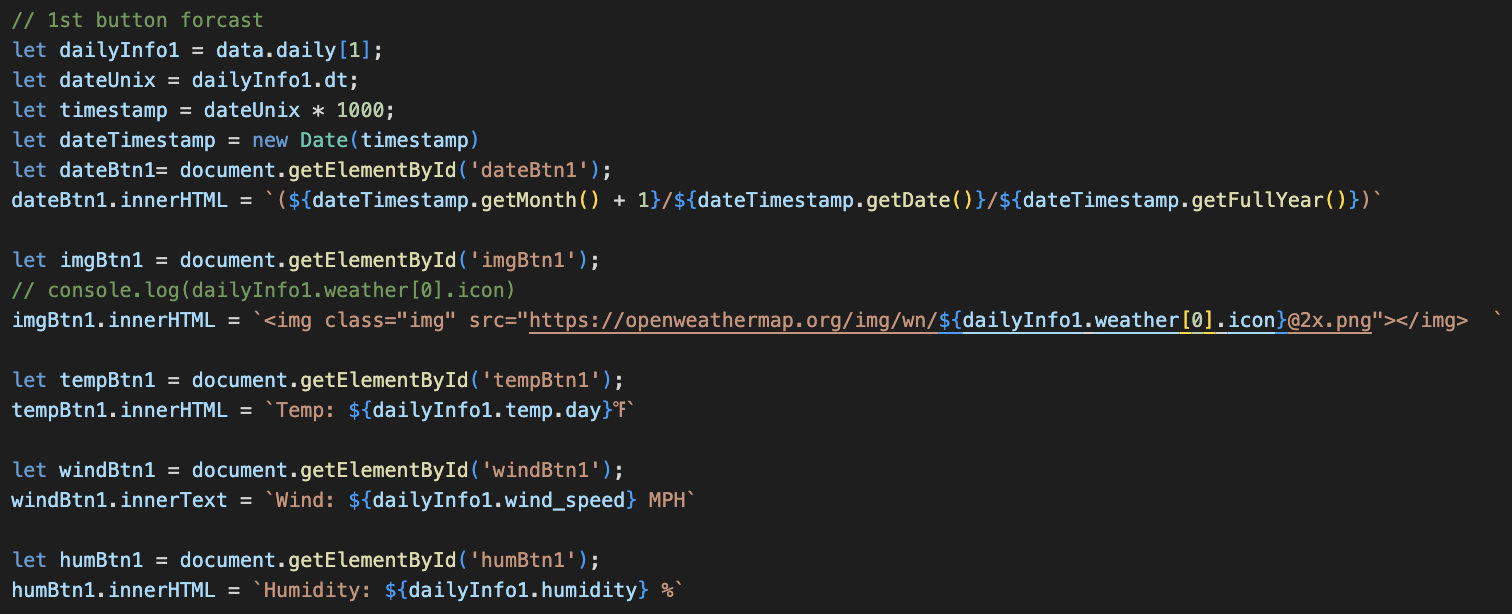 // 1st button forcast
let dailyInfo1 = data.daily[1];
let dateUnix = dailyInfo1.dt;
let timestamp = dateUnix * 1000;
let dateTimestamp = new Date(timestamp)
let dateBtn1= document.getElementById('dateBtn1');
dateBtn1.innerHTML = `(${dateTimestamp.getMonth() + 1}/${dateTimestamp.getDate()}/${dateTimestamp.getFullYear()})`
let imgBtn1 = document.getElementById('imgBtn1');
// console.log(dailyInfo1.weather[0].icon)
imgBtn1.innerHTML = `<img class="img" src="https://openweathermap.org/img/wn/${dailyInfo1.weather[0].icon}@2x.png"></img>  `
let tempBtn1 = document.getElementById('tempBtn1');
tempBtn1.innerHTML = `Temp: ${dailyInfo1.temp.day}℉`
let windBtn1 = document.getElementById('windBtn1');
windBtn1.innerText = `Wind: ${dailyInfo1.wind_speed} MPH`
let humBtn1 = document.getElementById('humBtn1');
humBtn1.innerHTML = `Humidity: ${dailyInfo1.humidity} %`